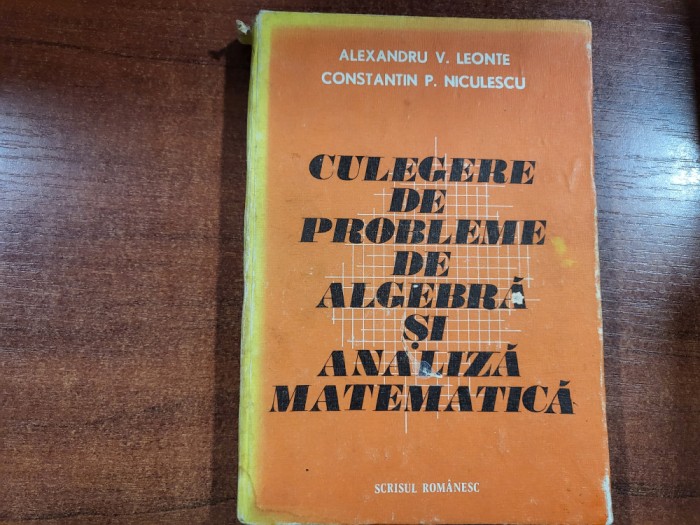 ALEXANDRU V. LEONTE
CONSTANTIN P. NICULESCU
CULEGERE
DE
PROBLEME
DE
ALGEBRĂ
ȘI
ANALIZĂ
MATEMATICĂ
SCRISUL ROMÂNESC